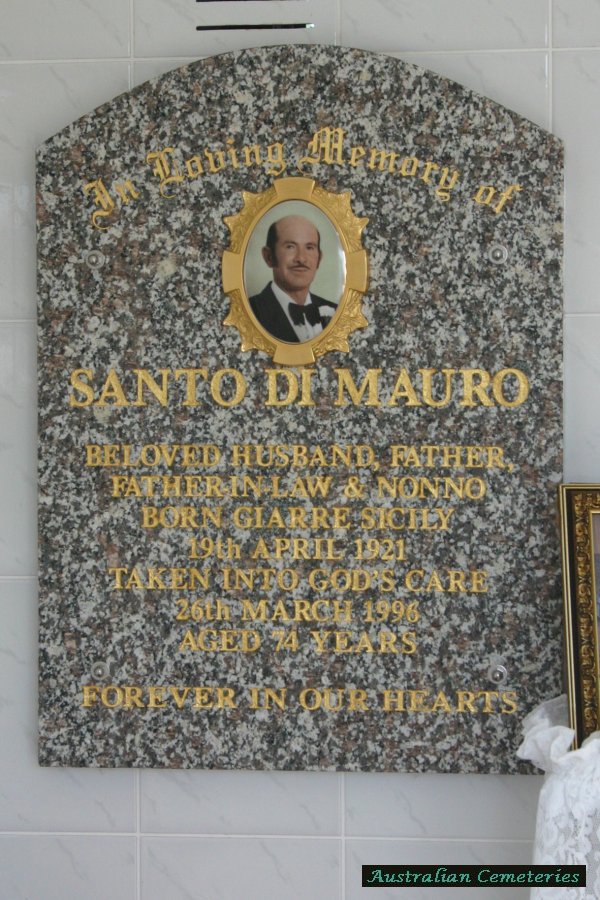 In Loving Memory of
SANTO DI MAURO
BELOVED HUSBAND, FATHER,
FATHER-IN-LAW & NONNO
BORN GIARRE SICILY
19th APRIL 1921
TAKEN INTO GOD'S CARE
26th MARCH 1996
AGED 74 YEARS
FOREVER IN OUR HEARTS
Australian Cemeteries